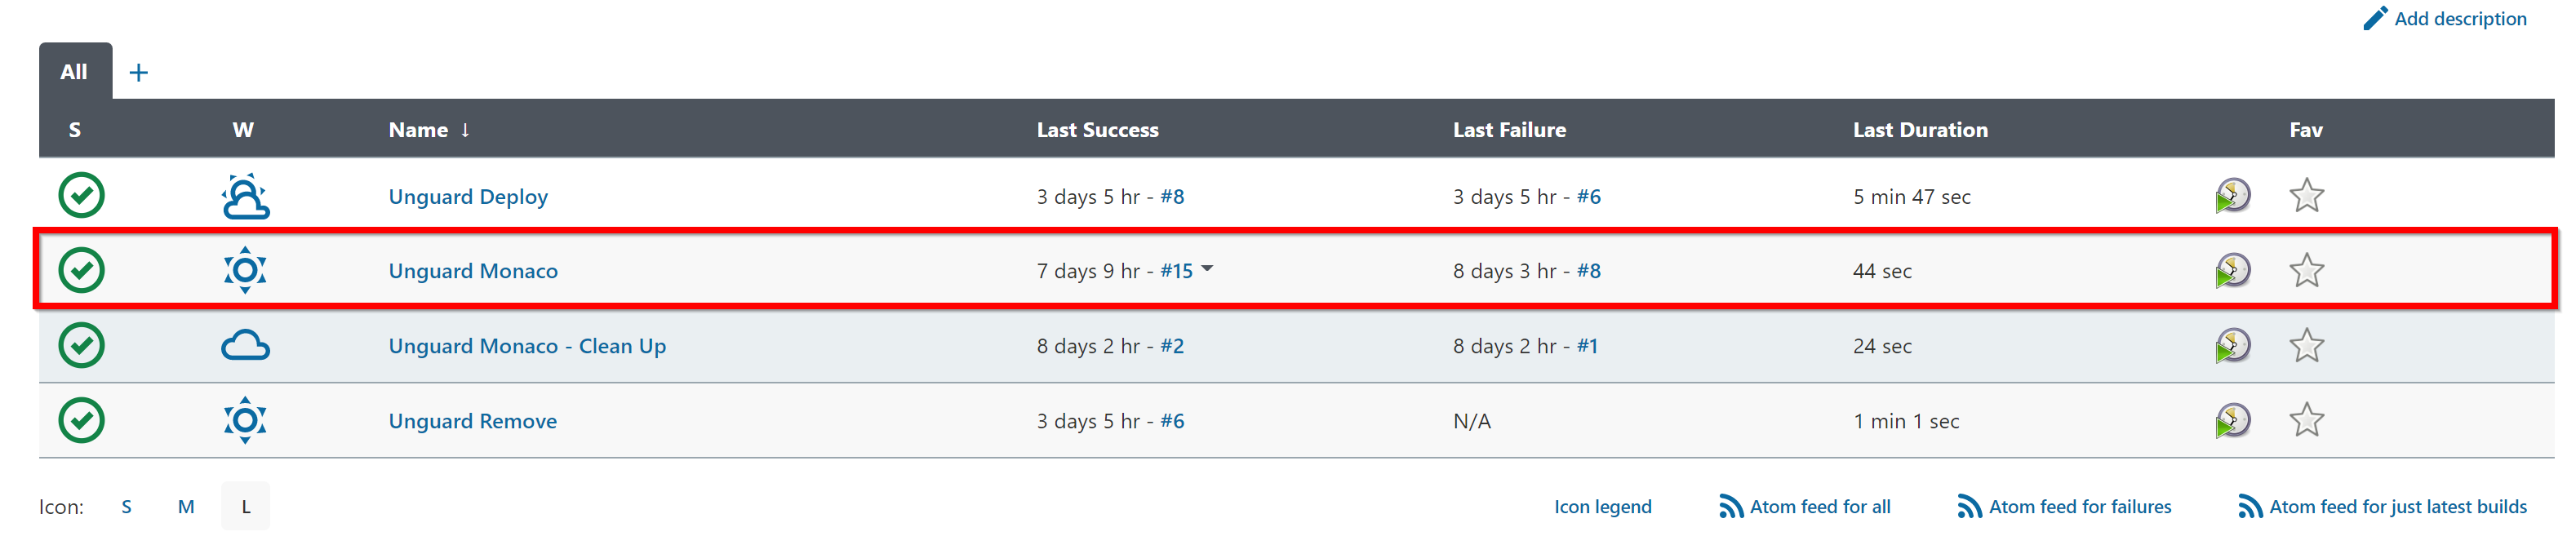 Add description
All +
S W Name ↓ Last Success Last Failure Last Duration Fav
Unguard Deploy 3 days 5 hr - #8 3 days 5 hr - #6 5 min 47 sec
Unguard Monaco 7 days 9 hr - #15 8 days 3 hr - #8 44 sec
Unguard Monaco - Clean Up 8 days 2 hr - #2 8 days 2 hr - #1 24 sec
Unguard Remove 3 days 5 hr - #6 N/A 1 min 1 sec
Icon: S M L Icon legend Atom feed for all Atom feed for failures Atom feed for just latest builds